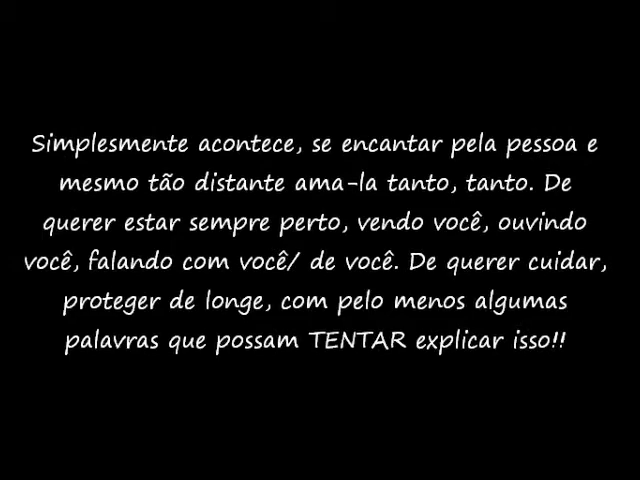 Simplesmente acontece, se encantar pela pessoa e
mesmo tão distante ama-la tanto, tanto. De
querer estar sempre perto, vendo você, ouvindo
você, falando com você/ de você. De querer cuidar,
proteger de longe, com pelo menos algumas
palavras que possam TENTAR explicar isso!!